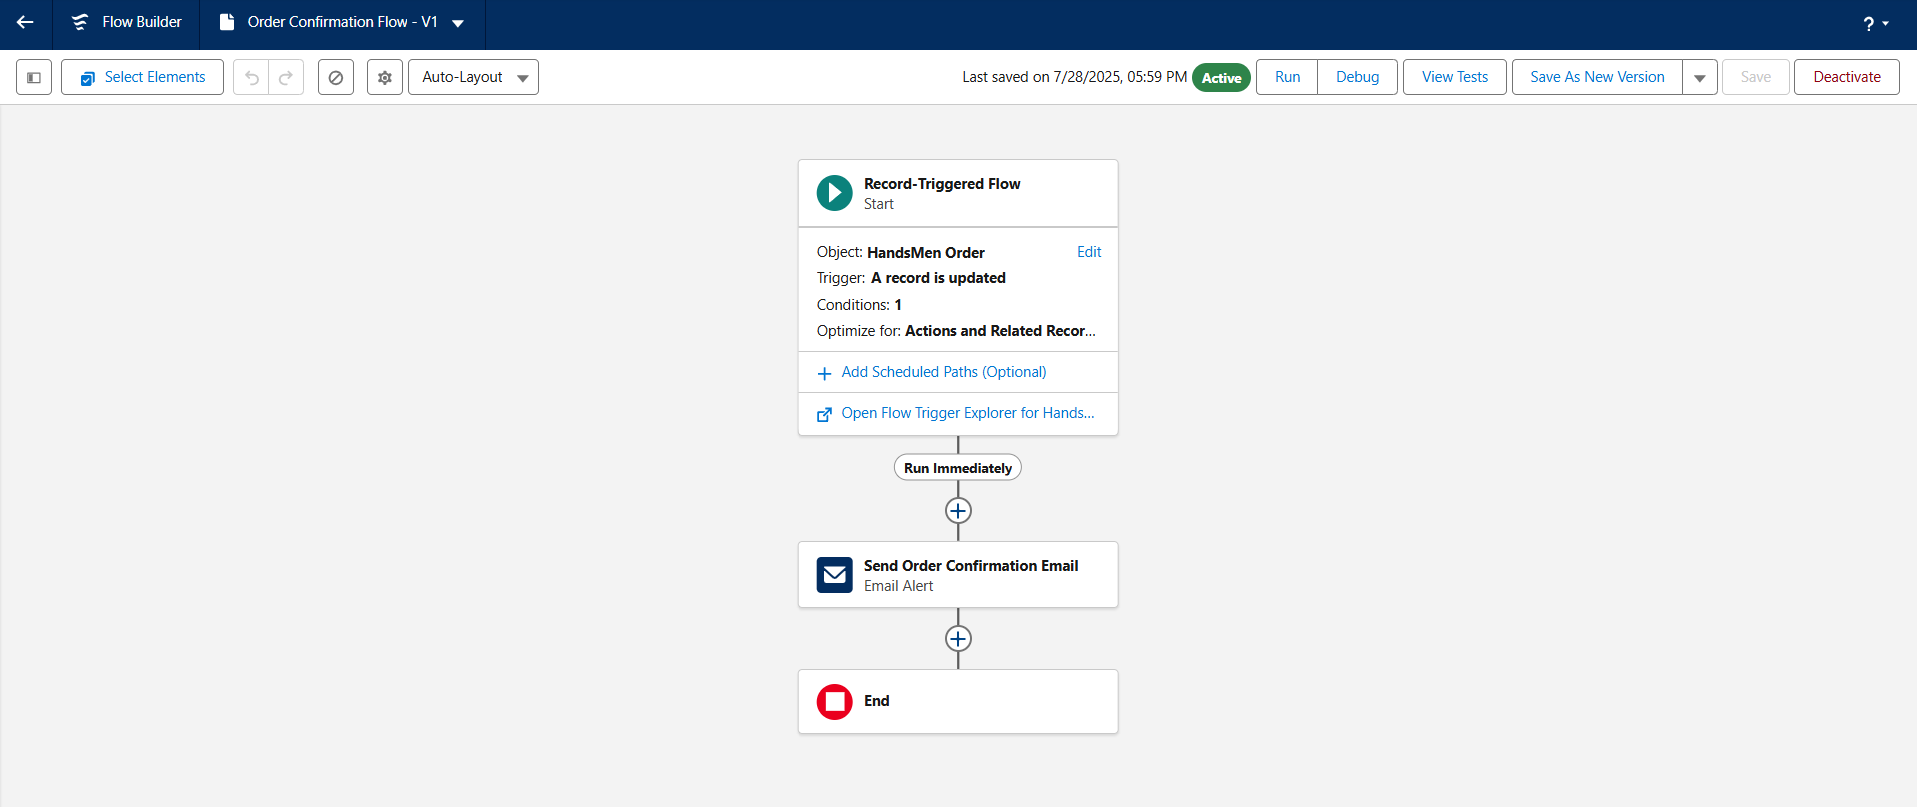 Flow Builder
Order Confirmation Flow - V1
?
Select Elements
Auto-Layout
Last saved on 7/28/2025, 05:59 PM
Active
Run
Debug
View Tests
Save As New Version
Save
Deactivate
Record-Triggered Flow
Start
Object: HandsMen Order
Edit
Trigger: A record is updated
Conditions: 1
Optimize for: Actions and Related Recor...
Add Scheduled Paths (Optional)
Open Flow Trigger Explorer for Hands...
Run Immediately
Send Order Confirmation Email
Email Alert
End